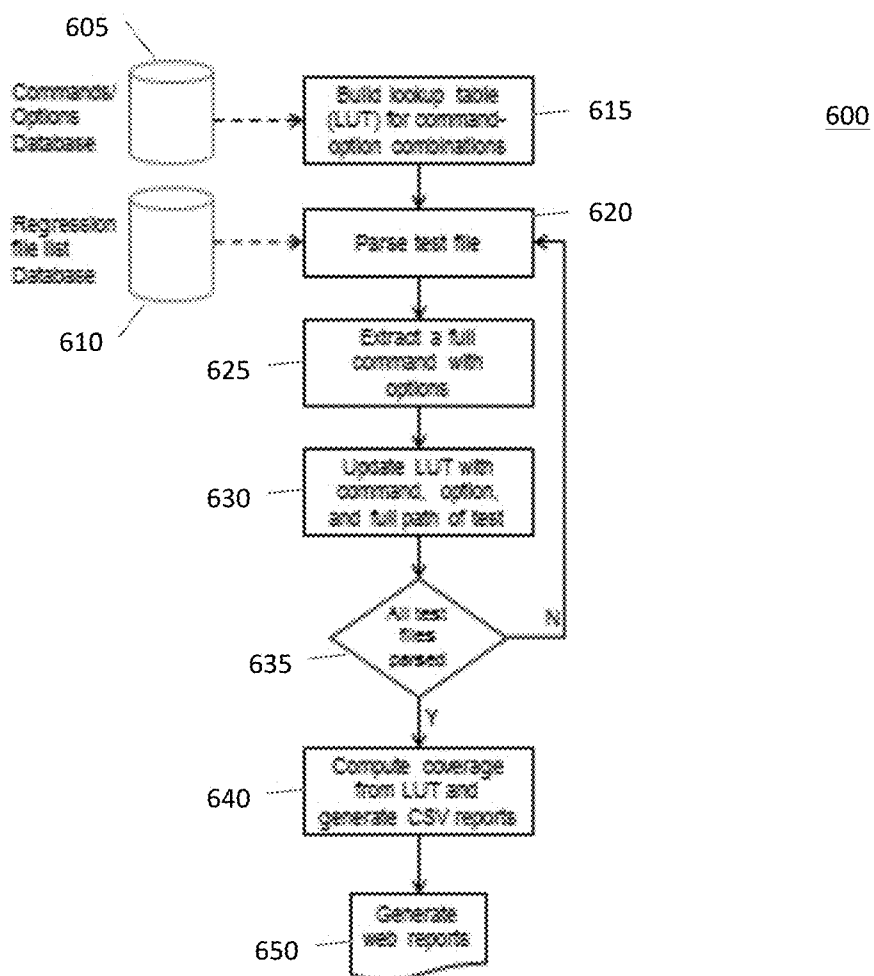 605
Commands/
Options
Database
Build lookup table
(LUT) for command-
option combinations
615
600
Regression
file list
Database
610
Parse test file
620
Extract a full
command with
options
625
Update LUT with
command, option,
and full path of test
630
All test
files
parsed
635
N
Y
Compute coverage
from LUT and
generate CSV reports
640
Generate
web reports
650